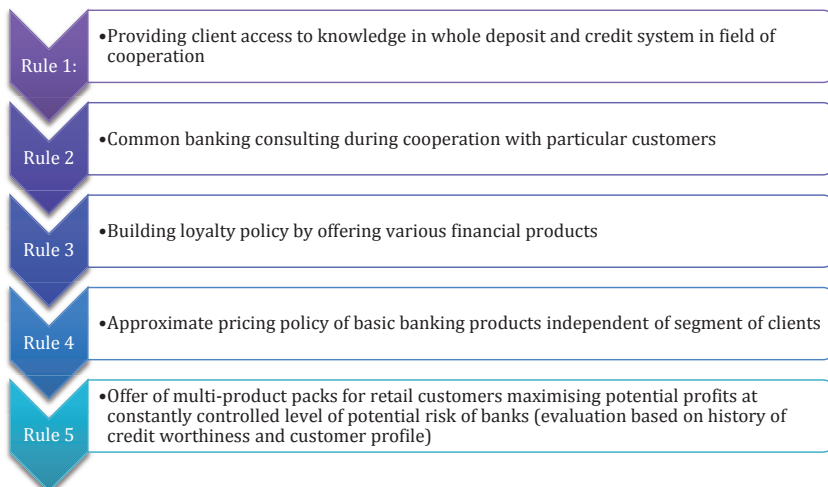 Rule 1:
•Providing client access to knowledge in whole deposit and credit system in field of
cooperation
Rule 2
•Common banking consulting during cooperation with particular customers
Rule 3
•Building loyalty policy by offering various financial products
Rule 4
•Approximate pricing policy of basic banking products independent of segment of clients
Rule 5
•Offer of multi-product packs for retail customers maximising potential profits at
constantly controlled level of potential risk of banks (evaluation based on history of
credit worthiness and customer profile)